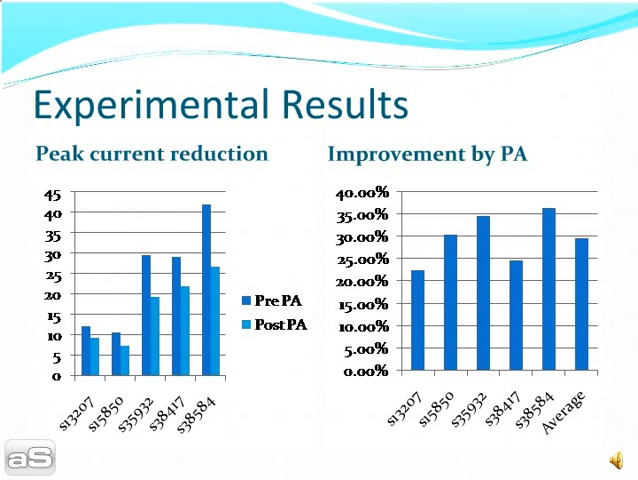 Experimental Results
Peak current reduction
Improvement by PA
45
40
35
30
25
20
15
10
5
0
s13207
s15850
s35932
s38417
s38584
Pre PA
Post PA
40.00%
35.00%
30.00%
25.00%
20.00%
15.00%
10.00%
5.00%
0.00%
s13207
s15850
s35932
s38417
s38584
Average
aS